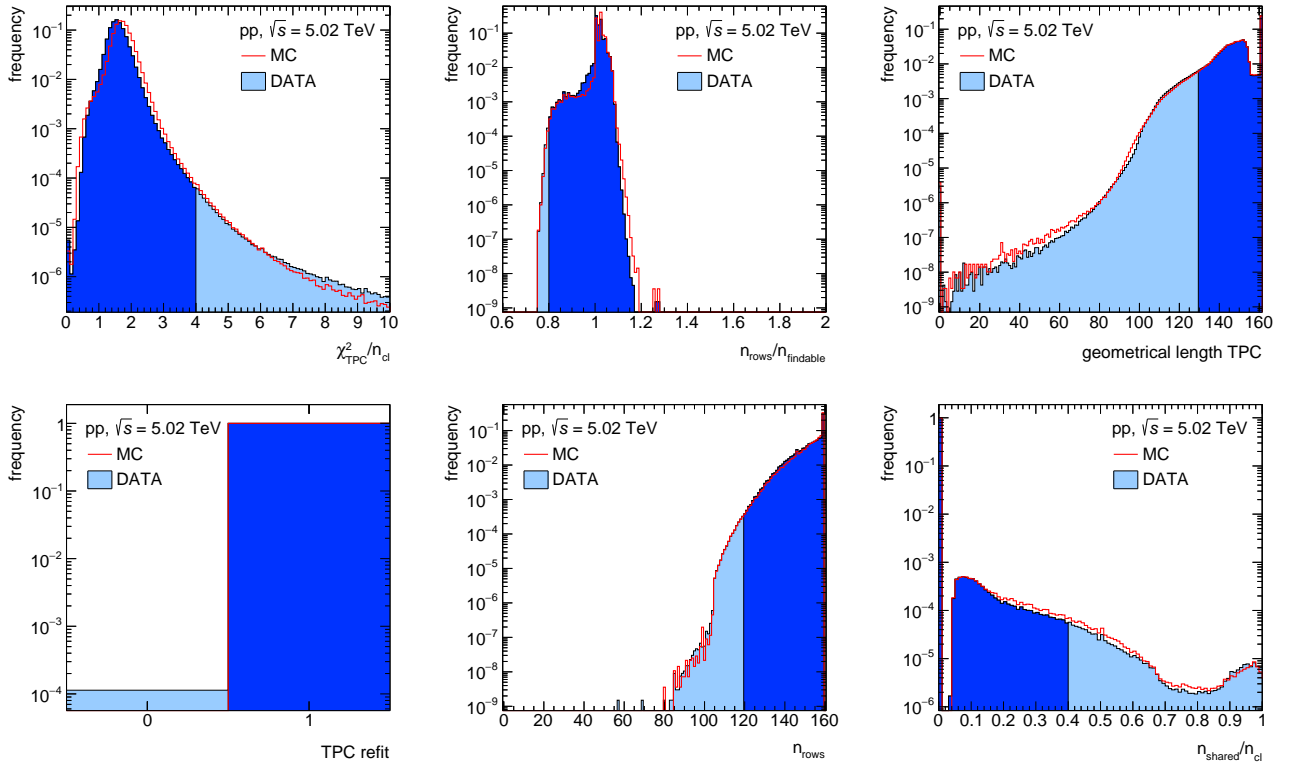 frequency
10⁻¹
10⁻²
10⁻³
10⁻⁴
10⁻⁵
10⁻⁶
pp, √s = 5.02 TeV
MC
DATA
0 1 2 3 4 5 6 7 8 9 10
χ²TPC/ncl
frequency
10⁻¹
10⁻²
10⁻³
10⁻⁴
10⁻⁵
10⁻⁶
10⁻⁷
10⁻⁸
10⁻⁹
pp, √s = 5.02 TeV
MC
DATA
0.6 0.8 1 1.2 1.4 1.6 1.8 2
nrows/nfindable
frequency
10⁻¹
10⁻²
10⁻³
10⁻⁴
10⁻⁵
10⁻⁶
10⁻⁷
10⁻⁸
10⁻⁹
pp, √s = 5.02 TeV
MC
DATA
0 20 40 60 80 100 120 140 161
geometrical length TPC
frequency
1
10⁻¹
10⁻²
10⁻³
10⁻⁴
pp, √s = 5.02 TeV
MC
DATA
0 1
TPC refit
frequency
10⁻¹
10⁻²
10⁻³
10⁻⁴
10⁻⁵
10⁻⁶
10⁻⁷
10⁻⁸
10⁻⁹
pp, √s = 5.02 TeV
MC
DATA
0 20 40 60 80 100 120 140 160
nrows
frequency
1
10⁻¹
10⁻²
10⁻³
10⁻⁴
10⁻⁵
10⁻⁶
pp, √s = 5.02 TeV
MC
DATA
0 0.1 0.2 0.3 0.4 0.5 0.6 0.7 0.8 0.9 1
nshared/ncl